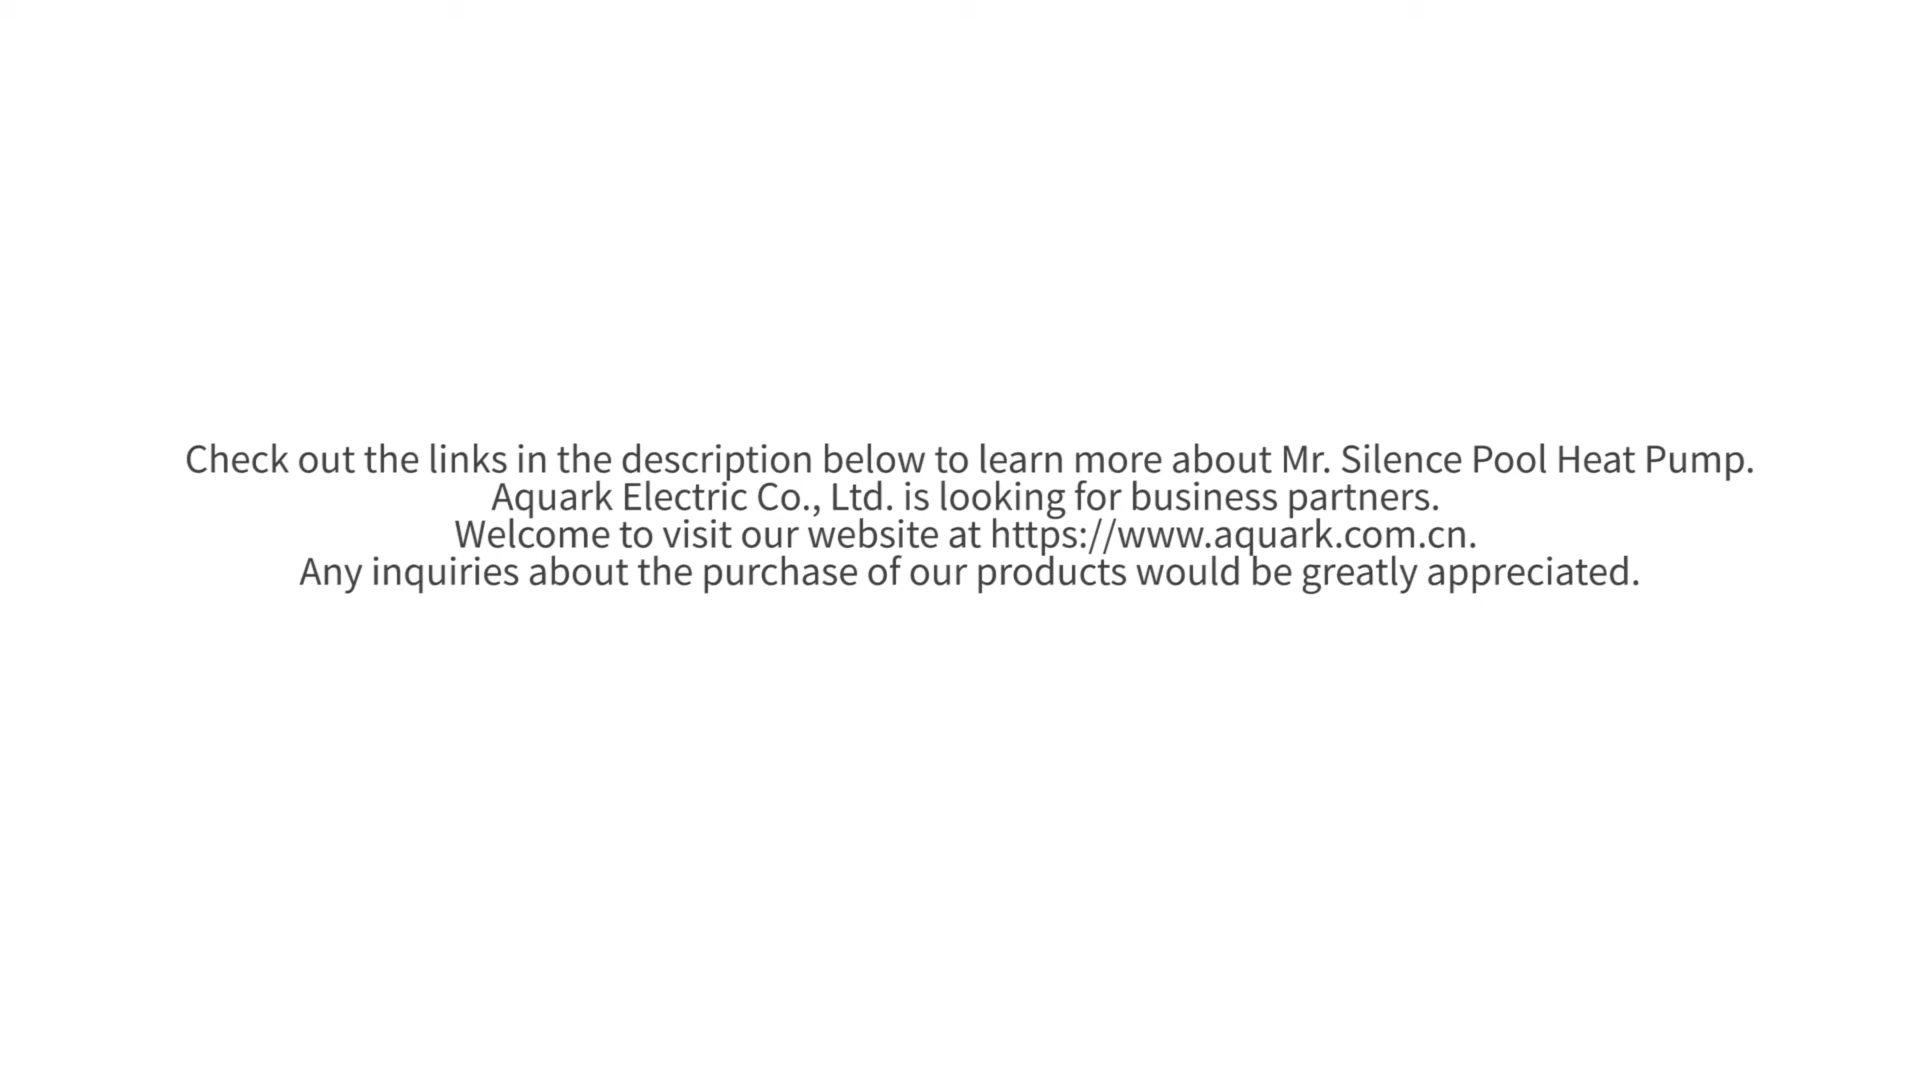 Check out the links in the description below to learn more about Mr. Silence Pool Heat Pump.
Aquark Electric Co., Ltd. is looking for business partners.
Welcome to visit our website at https://www.aquark.com.cn.
Any inquiries about the purchase of our products would be greatly appreciated.